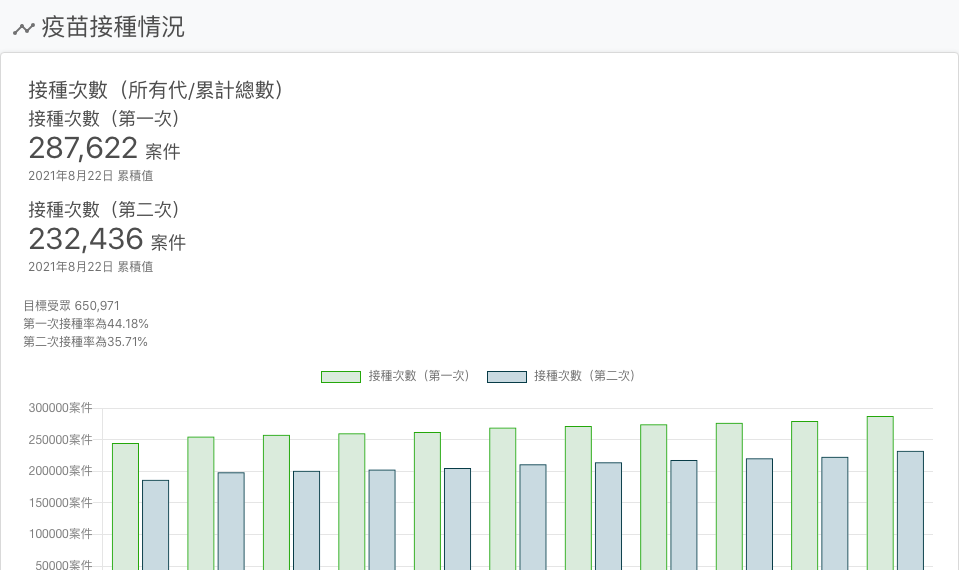 疫苗接種情況
接種次數（所有代/累計總數）
接種次數（第一次）
287,622 案件
2021年8月22日 累積值
接種次數（第二次）
232,436 案件
2021年8月22日 累積值
目標受眾 650,971
第一次接種率為44.18%
第二次接種率為35.71%
接種次數（第一次） 接種次數（第二次）
300000案件
250000案件
200000案件
150000案件
100000案件
50000案件